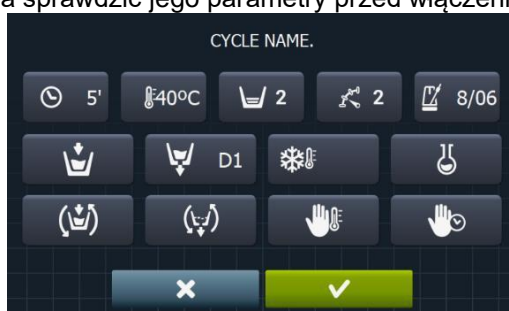 a sprawdzić jego parametry przed włączeni
CYCLE NAME.
5' 40ºC 2 2 8/06
D1